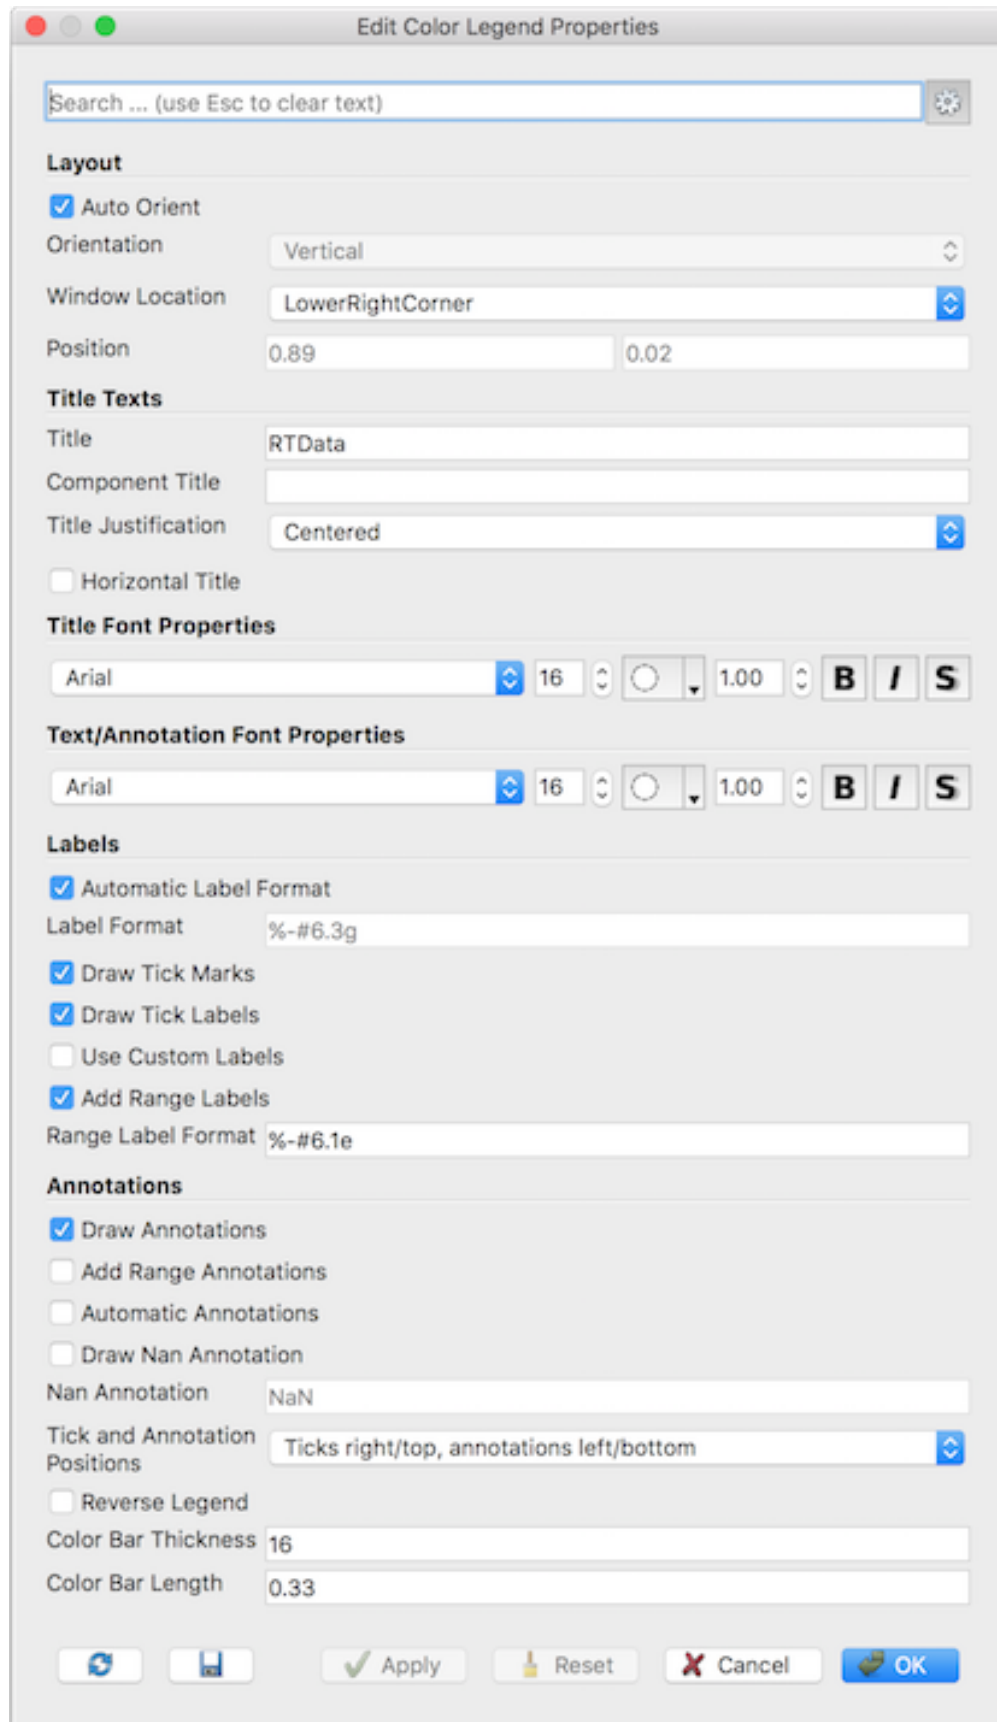 Edit Color Legend Properties
Search ... (use Esc to clear text)
Layout
Auto Orient
Orientation Vertical
Window Location LowerRightCorner
Position 0.89 0.02
Title Texts
Title RTData
Component Title
Title Justification Centered
Horizontal Title
Title Font Properties
Arial 16 1.00 B I S
Text/Annotation Font Properties
Arial 16 1.00 B I S
Labels
Automatic Label Format
Label Format %-#6.3g
Draw Tick Marks
Draw Tick Labels
Use Custom Labels
Add Range Labels
Range Label Format %-#6.1e
Annotations
Draw Annotations
Add Range Annotations
Automatic Annotations
Draw Nan Annotation
Nan Annotation NaN
Tick and Annotation
Positions Ticks right/top, annotations left/bottom
Reverse Legend
Color Bar Thickness 16
Color Bar Length 0.33
Apply Reset Cancel OK